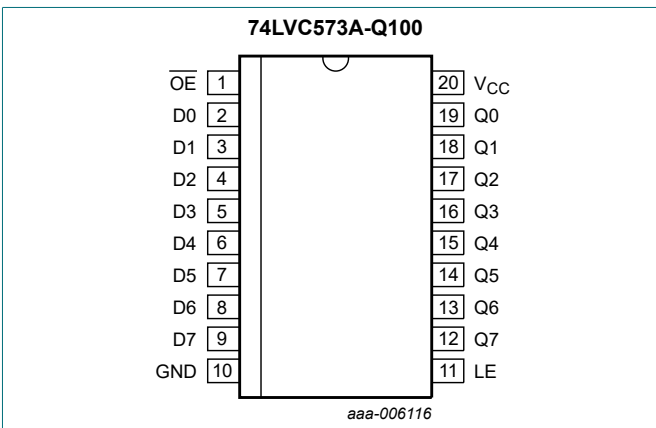 74LVC573A-Q100
OE 1 20 VCC
D0 2 19 Q0
D1 3 18 Q1
D2 4 17 Q2
D3 5 16 Q3
D4 6 15 Q4
D5 7 14 Q5
D6 8 13 Q6
D7 9 12 Q7
GND 10 11 LE
aaa-006116